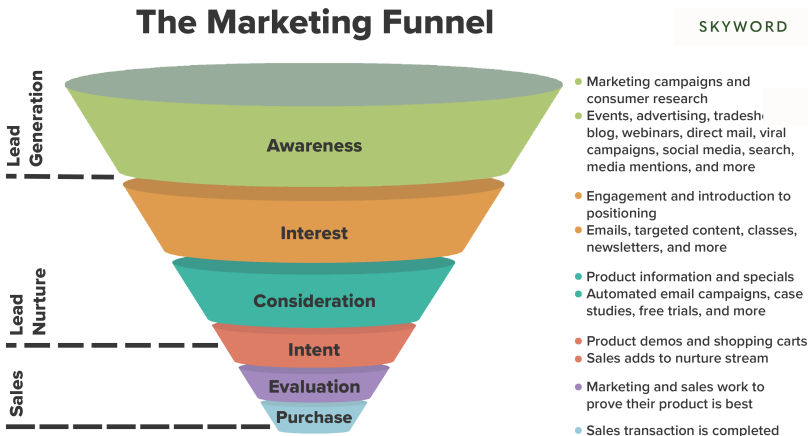 The Marketing Funnel
SKYWORD
Lead
Generation
Lead
Nurture
Sales
Awareness
Interest
Consideration
Intent
Evaluation
Purchase
Marketing campaigns and
consumer research
Events, advertising,
blog, webinars, direct mail, viral
campaigns, social media, search,
media mentions, and more
Engagement and introduction to
positioning
Emails, targeted content, classes,
newsletters, and more
Product information and specials
Automated email campaigns, case
studies, free trials, and more
Product demos and shopping carts
Sales adds to nurture stream
Marketing and sales work to
prove their product is best
Sales transaction is completed